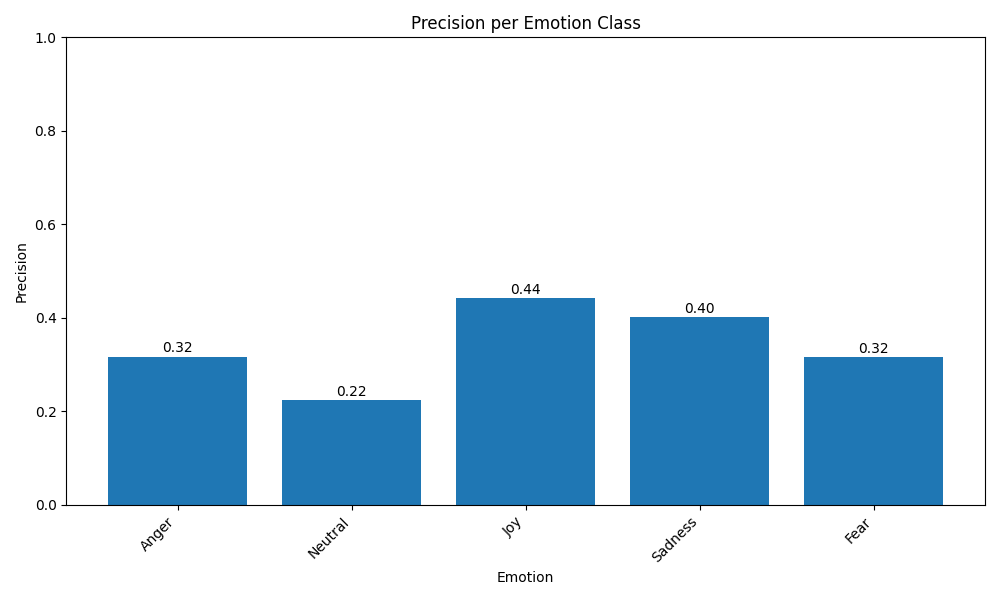 Precision per Emotion Class
1.0
0.8
0.6
0.4
0.2
0.0
Precision
0.32
0.22
0.44
0.40
0.32
Anger
Neutral
Joy
Sadness
Fear
Emotion